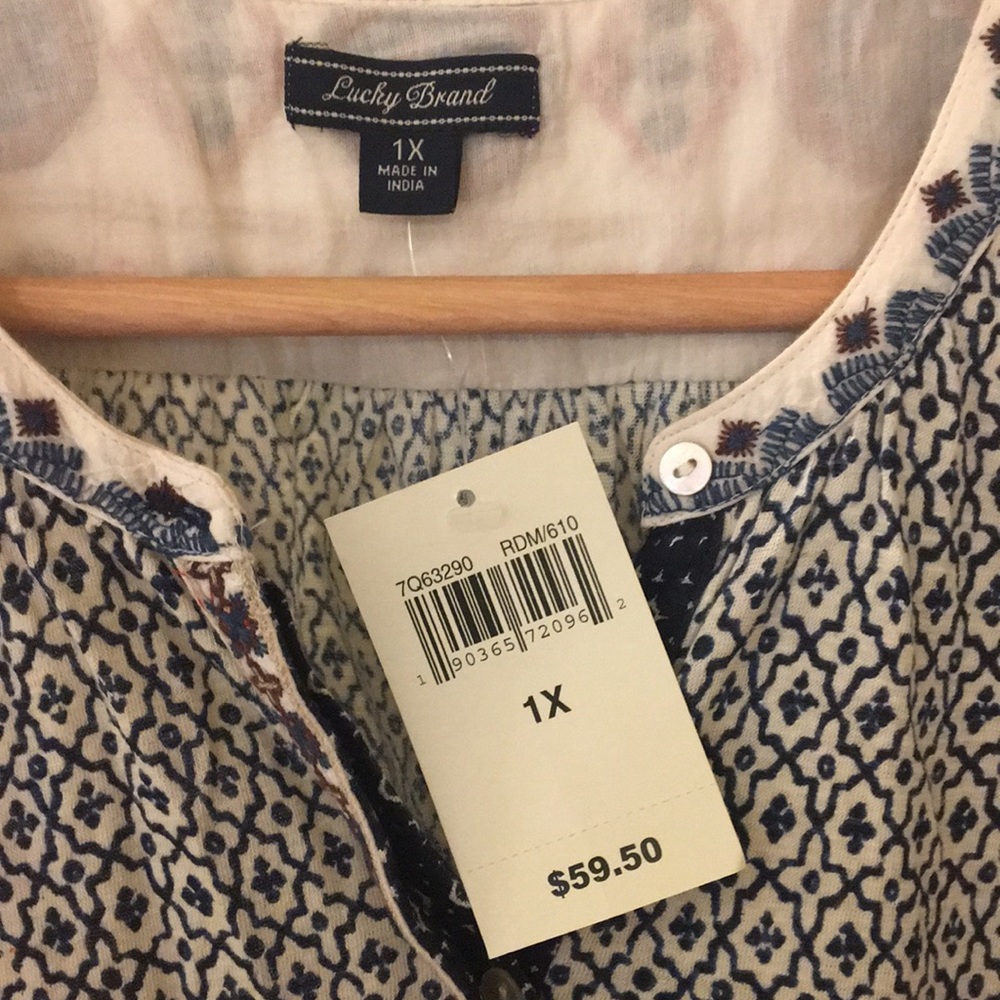 Lucky Brand
1X
MADE IN
INDIA
7Q63290 RDM/610
1 90365 72096 2
1X
$59.50